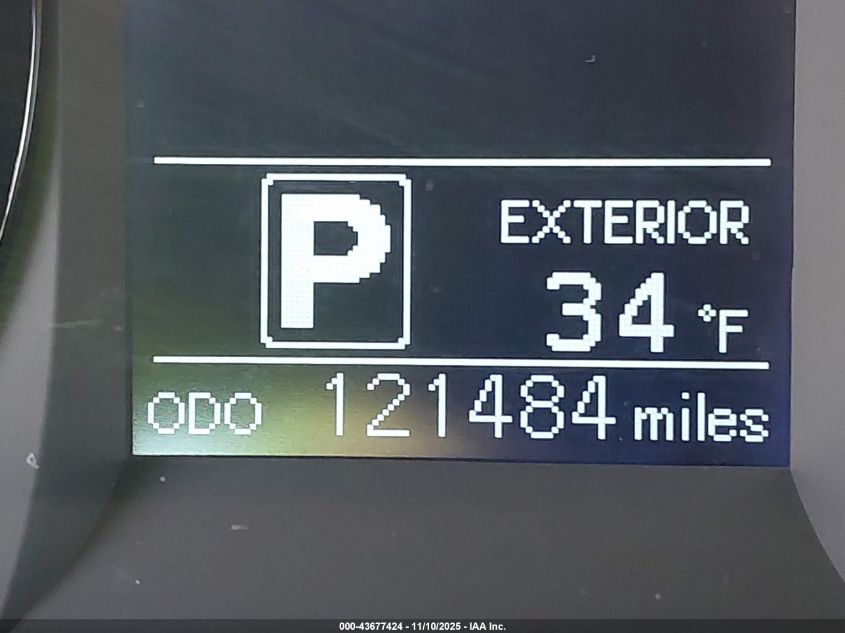 P
EXTERIOR
34 °F
ODO 121484 miles
000-43677424 - 11/10/2025 - IAA Inc.